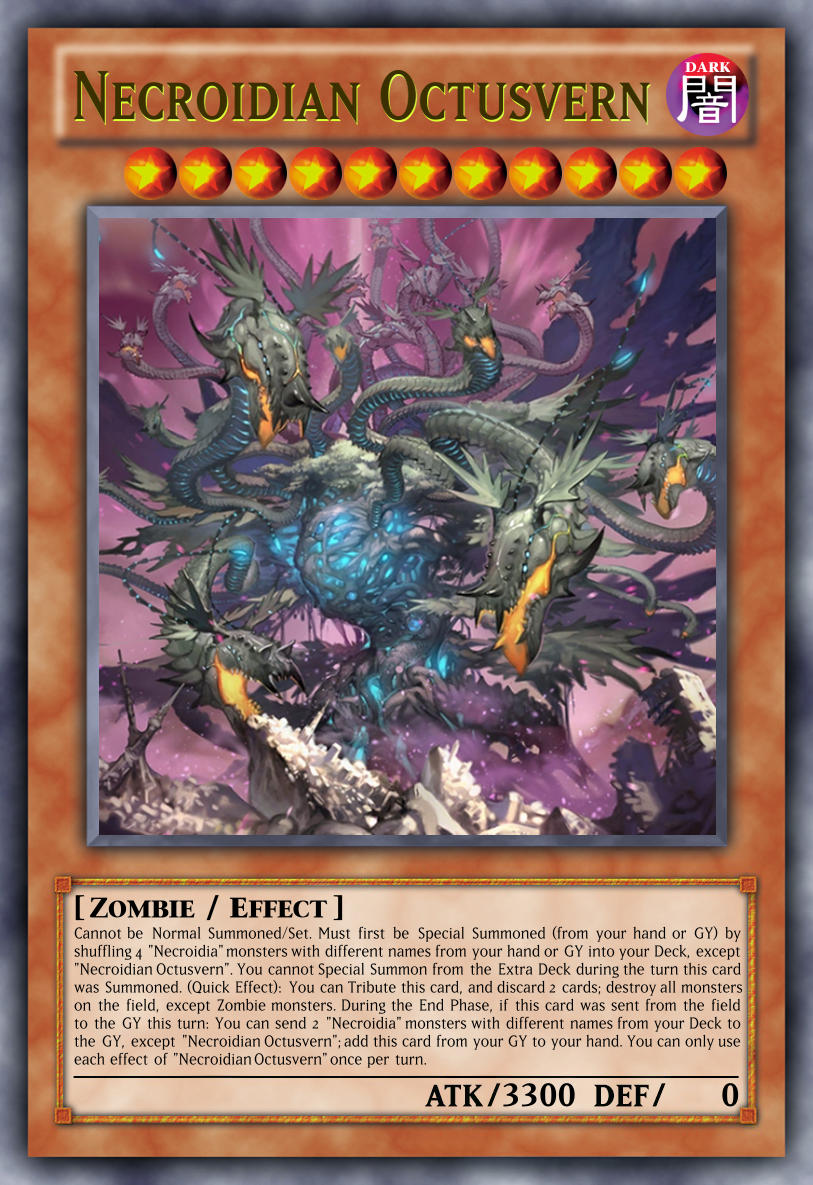 Necroidian Octusvern
DARK
闇
[ Zombie / Effect ]
Cannot be Normal Summoned/Set. Must first be Special Summoned (from your hand or GY) by
shuffling 4 "Necroidia" monsters with different names from your hand or GY into your Deck, except
"Necroidian Octusvern". You cannot Special Summon from the Extra Deck during the turn this card
was Summoned. (Quick Effect): You can Tribute this card, and discard 2 cards; destroy all monsters
on the field, except Zombie monsters. During the End Phase, if this card was sent from the field
to the GY this turn: You can send 2 "Necroidia" monsters with different names from your Deck to
the GY, except "Necroidian Octusvern"; add this card from your GY to your hand. You can only use
each effect of "Necroidian Octusvern" once per turn.
ATK/3300 DEF/ 0